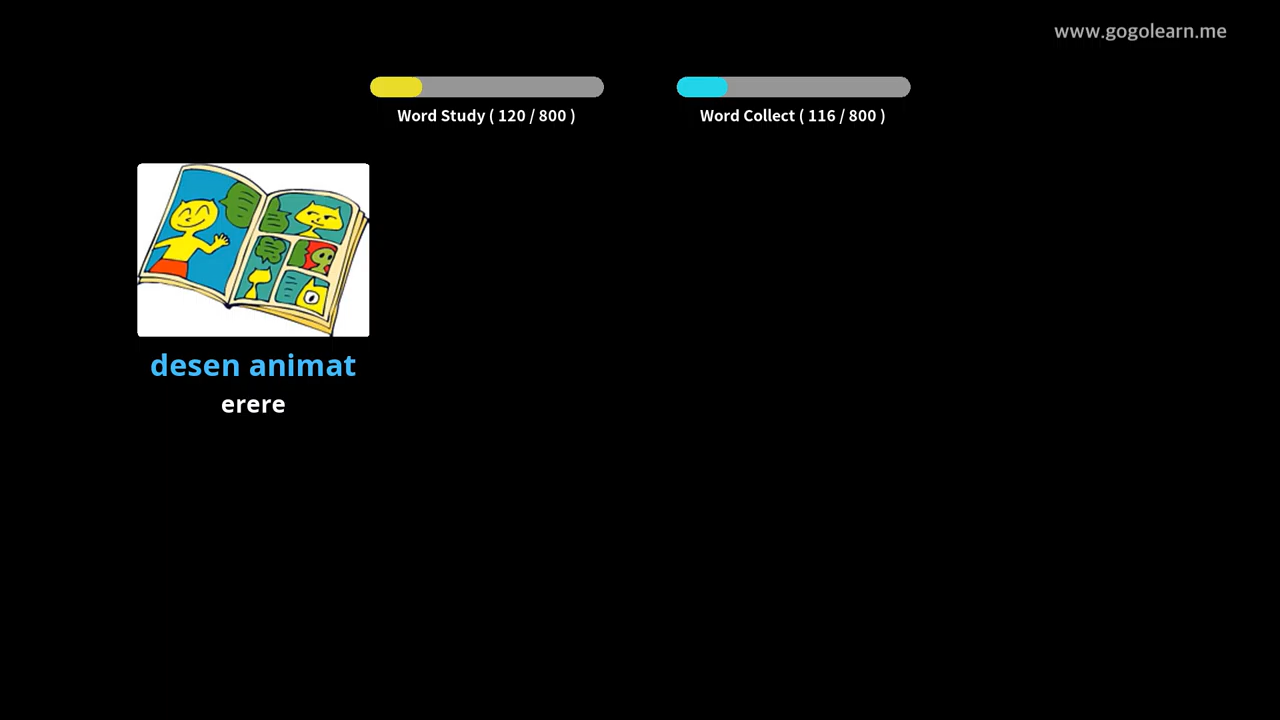 www.gogolearn.me
Word Study ( 120 / 800 )
Word Collect ( 116 / 800 )
desen animat
erere